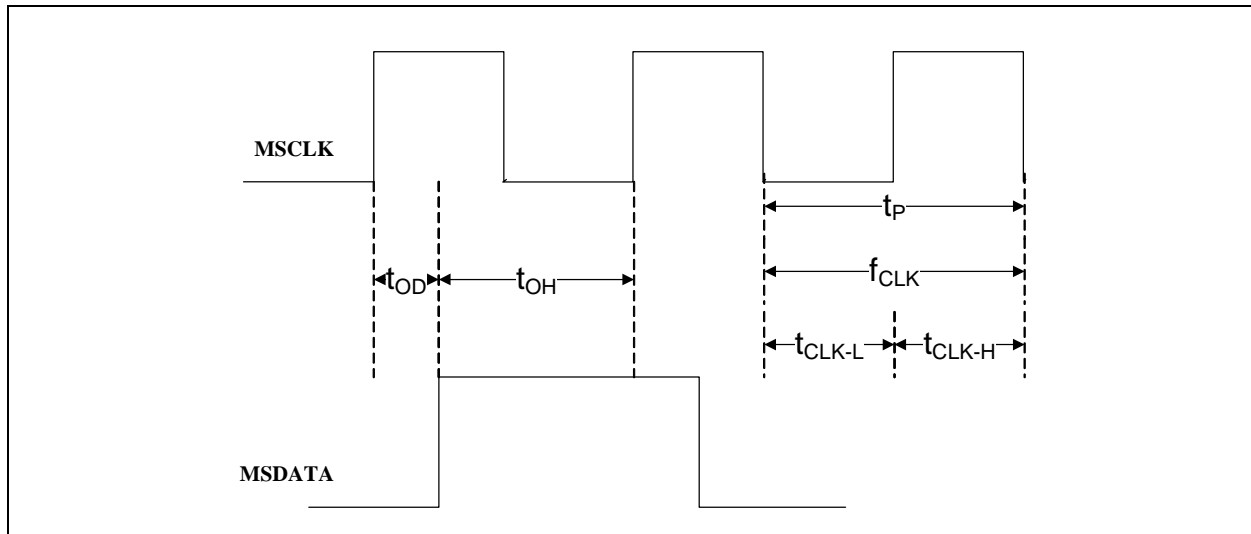 MSCLK
tP
fCLK
tOD
tOH
tCLK-L
tCLK-H
MSDATA